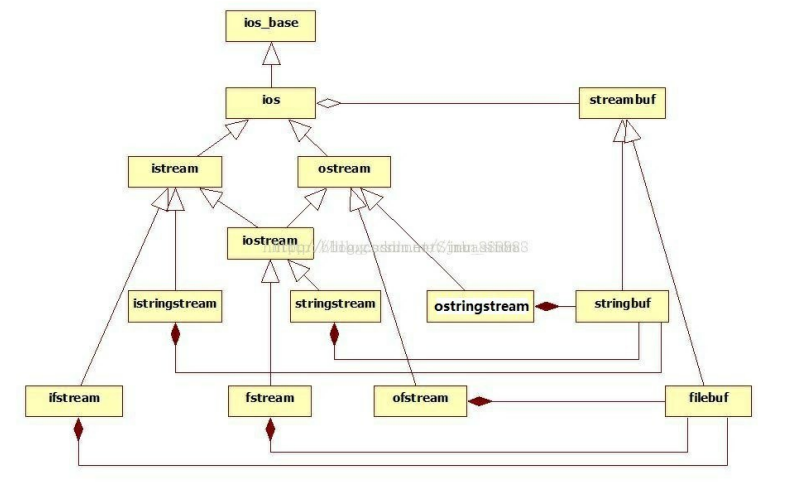 ios_base
ios
streambuf
istream
ostream
iostream
istringstream
stringstream
ostringstream
stringbuf
ifstream
fstream
ofstream
filebuf